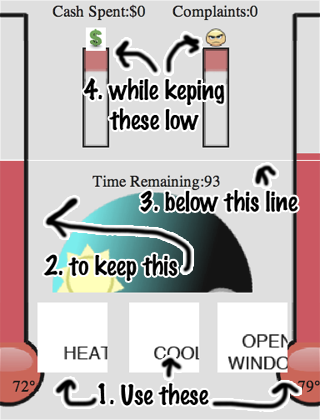 Cash Spent:$0 Complaints:0
$
4. while keping
these low
Time Remaining:93
3. below this line
2. to keep this
HEAT COOL OPEN
WINDO
72° 1. Use these 79°